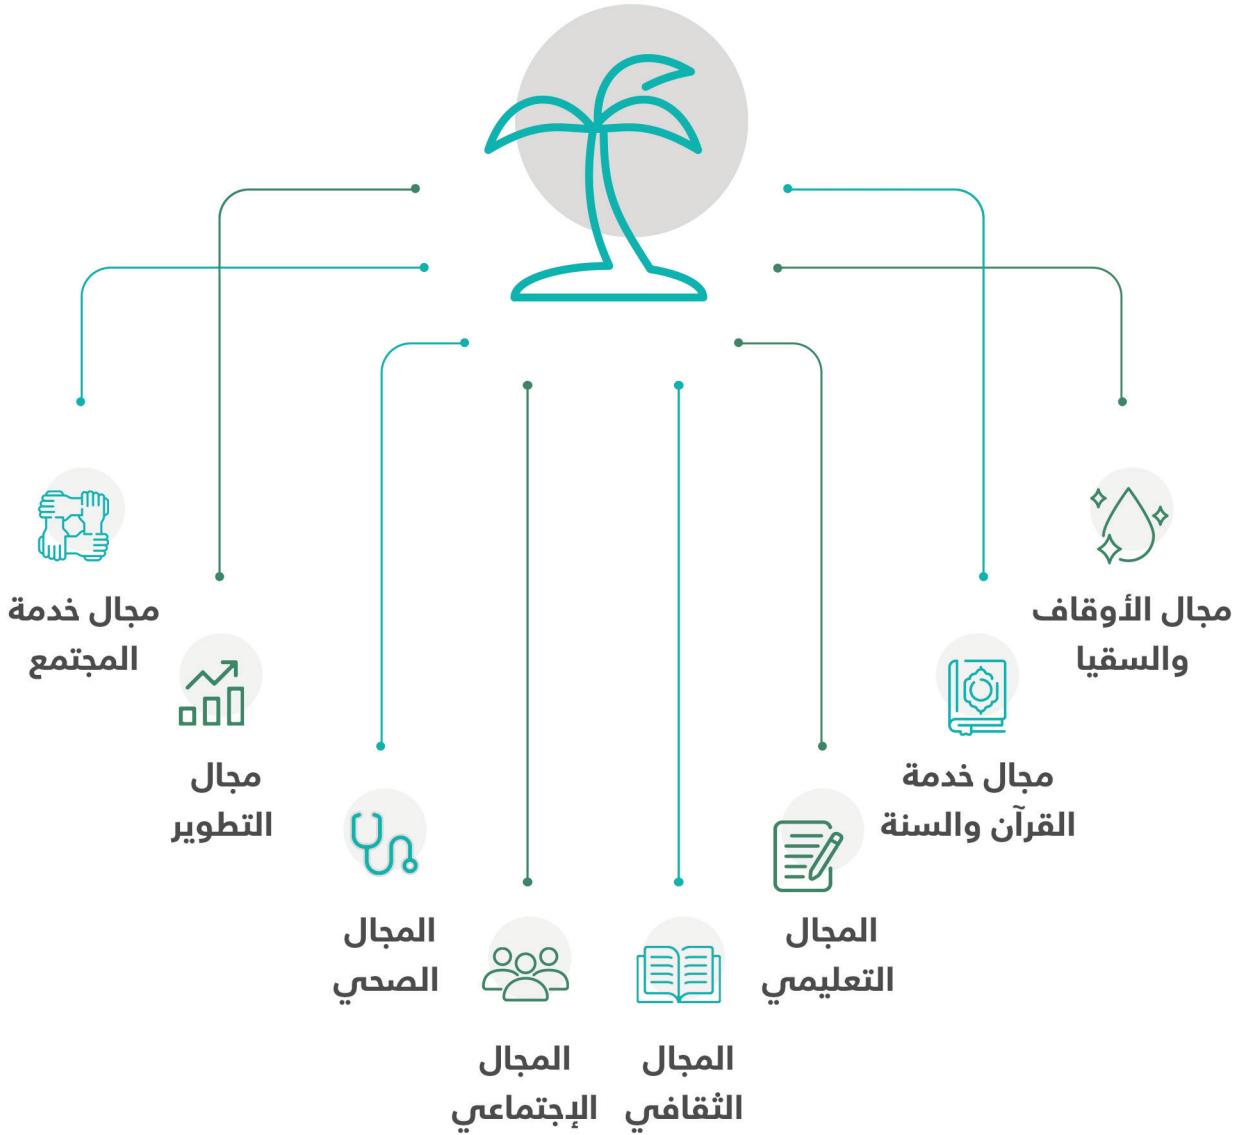 مجال الأوقاف
والسقيا
مجال خدمة
القرآن والسنة
المجال
التعليمي
المجال
الثقافي
المجال
الإجتماعي
المجال
الصحي
مجال
التطوير
مجال خدمة
المجتمع